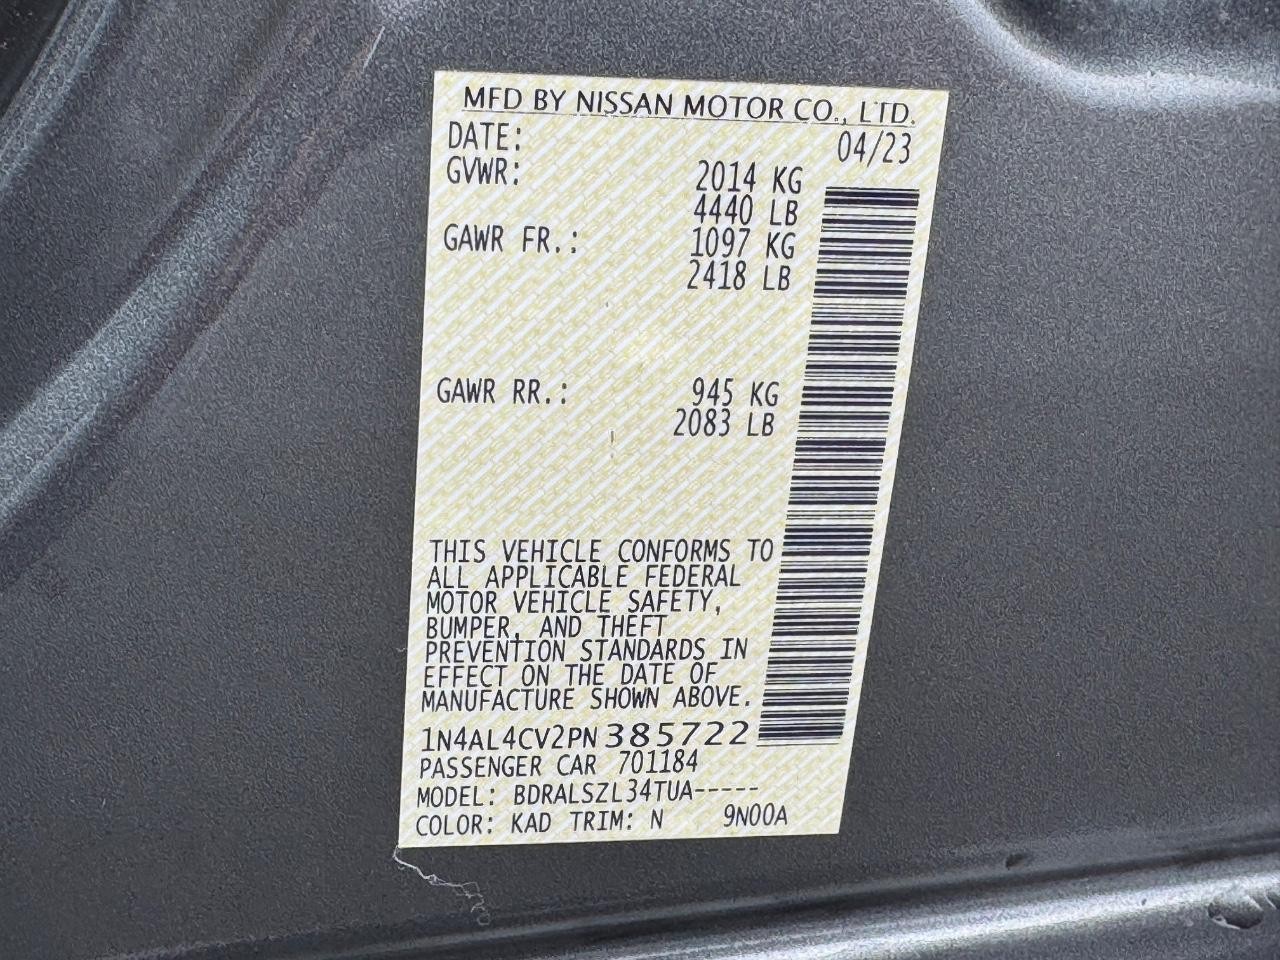 MFD BY NISSAN MOTOR CO., LTD.
DATE: 04/23
GVWR: 2014 KG
4440 LB
GAWR FR.: 1097 KG
2418 LB
GAWR RR.: 945 KG
2083 LB
THIS VEHICLE CONFORMS TO
ALL APPLICABLE FEDERAL
MOTOR VEHICLE SAFETY,
BUMPER, AND THEFT
PREVENTION STANDARDS IN
EFFECT ON THE DATE OF
MANUFACTURE SHOWN ABOVE.
1N4AL4CV2PN385722
PASSENGER CAR 701184
MODEL: BDRALSZL34TUA-----
COLOR: KAD TRIM: N 9N00A